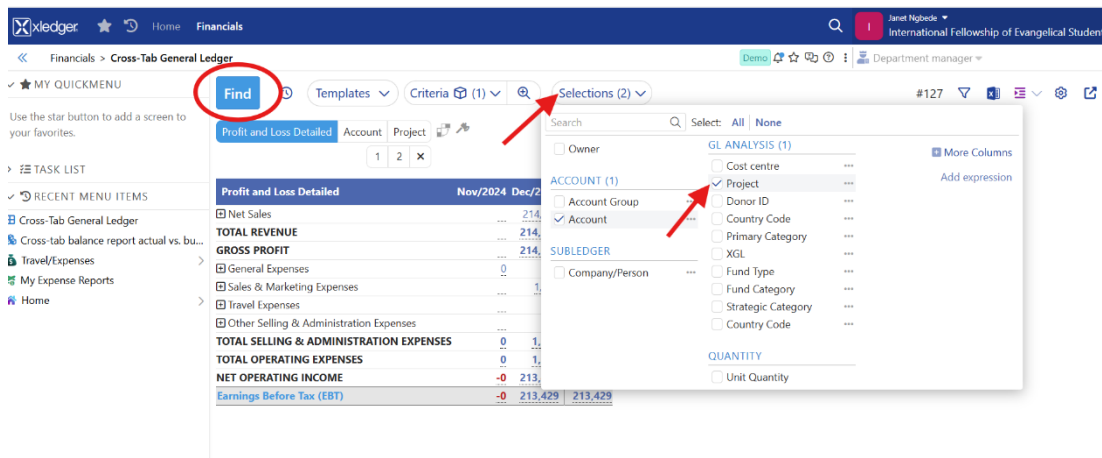 xledger Home Financials Janet Ngbede
International Fellowship of Evangelical Student
Financials > Cross-Tab General Ledger Demo Department manager
MY QUICKMENU
Use the star button to add a screen to
your favorites.
TASK LIST
RECENT MENU ITEMS
Cross-Tab General Ledger
Cross-tab balance report actual vs. bu...
Travel/Expenses
My Expense Reports
Home
Find Templates Criteria (1) Selections (2) #127
Profit and Loss Detailed Account Project
1 2 ×
Profit and Loss Detailed Nov/2024 Dec/2
Net Sales 214,
TOTAL REVENUE 214,
GROSS PROFIT 214,
General Expenses 0
Sales & Marketing Expenses 1,
Travel Expenses
Other Selling & Administration Expenses
TOTAL SELLING & ADMINISTRATION EXPENSES 0 1,
TOTAL OPERATING EXPENSES 0 1,
NET OPERATING INCOME -0 213,
Earnings Before Tax (EBT) -0 213,429 213,429
Search Select: All None
Owner
ACCOUNT (1)
Account Group
Account
SUBLEDGER
Company/Person
GL ANALYSIS (1)
Cost centre
Project
Donor ID
Country Code
Primary Category
XGL
Fund Type
Fund Category
Strategic Category
Country Code
QUANTITY
Unit Quantity
More Columns
Add expression